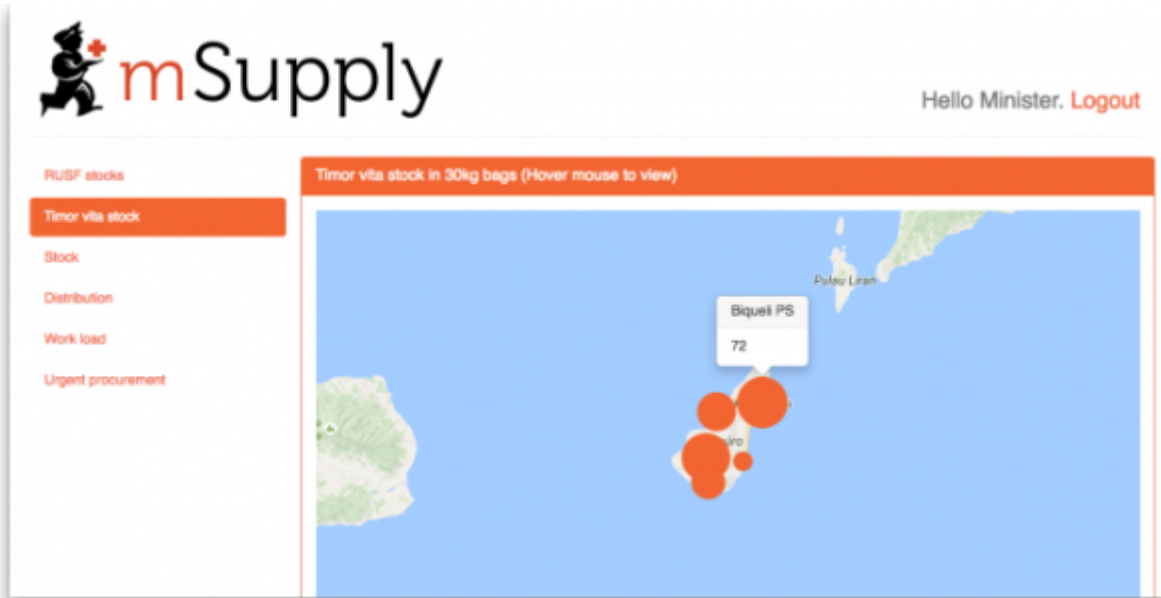 mSupply
Hello Minister. Logout
RUSF stocks
Timor vita stock
Stock
Distribution
Work load
Urgent procurement
Timor vita stock in 30kg bags (Hover mouse to view)
Pulau Liran
Biqueli PS
72